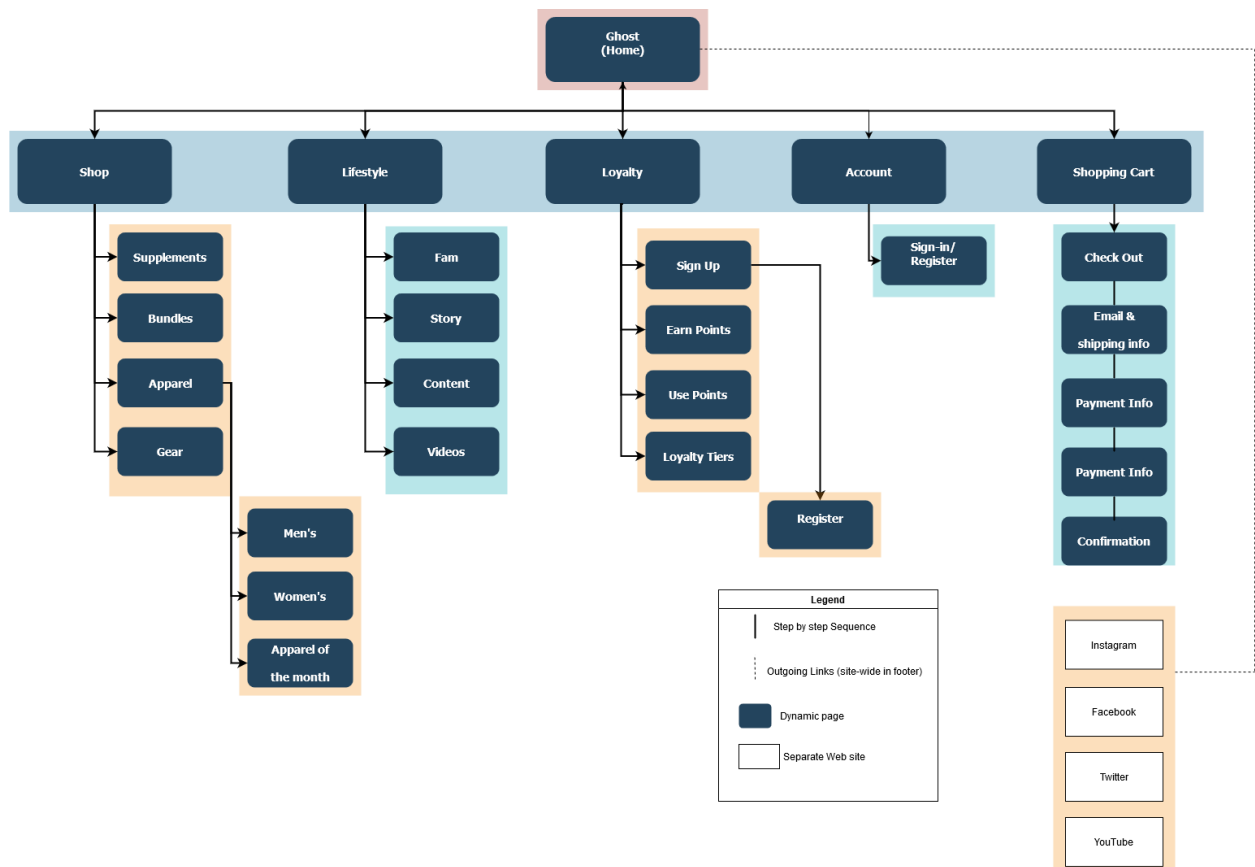 Ghost
(Home)
Shop
Lifestyle
Loyalty
Account
Shopping Cart
Supplements
Bundles
Apparel
Gear
Men's
Women's
Apparel of
the month
Fam
Story
Content
Videos
Sign Up
Earn Points
Use Points
Loyalty Tiers
Register
Sign-in/
Register
Check Out
Email &
shipping info
Payment Info
Payment Info
Confirmation
Legend
Step by step Sequence
Outgoing Links (site-wide in footer)
Dynamic page
Separate Web site
Instagram
Facebook
Twitter
YouTube